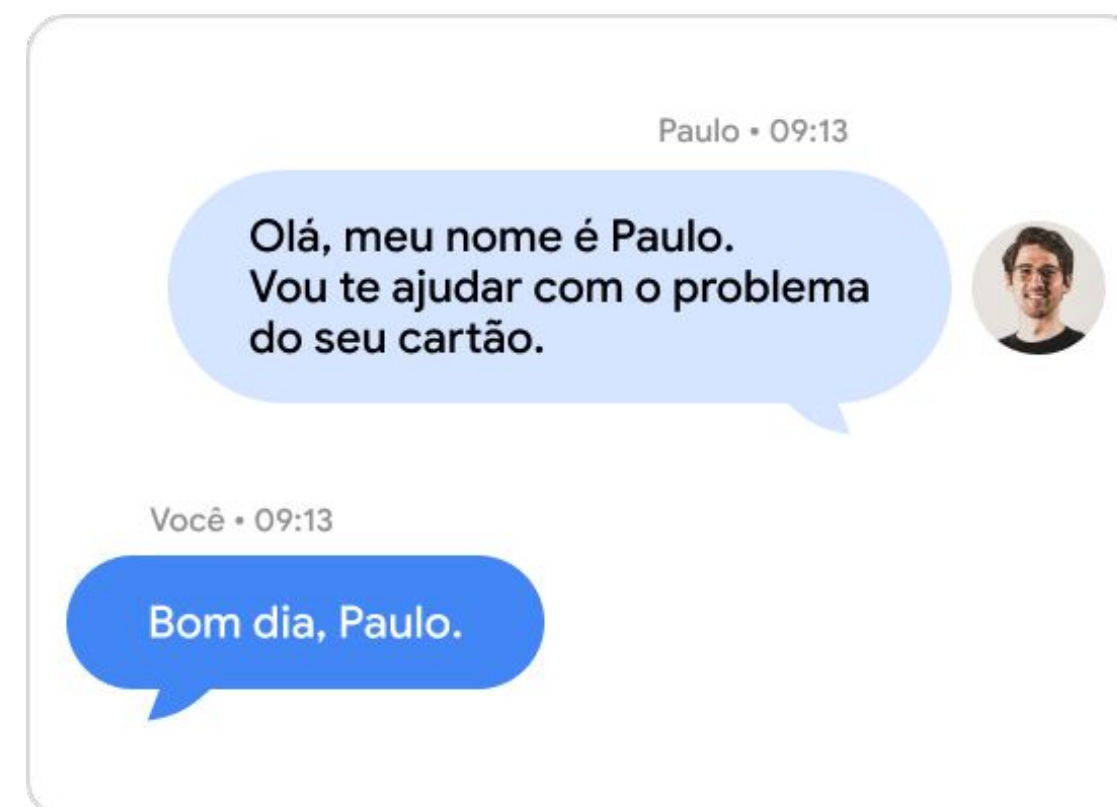 Paulo • 09:13
Olá, meu nome é Paulo.
Vou te ajudar com o problema
do seu cartão.
Você • 09:13
Bom dia, Paulo.